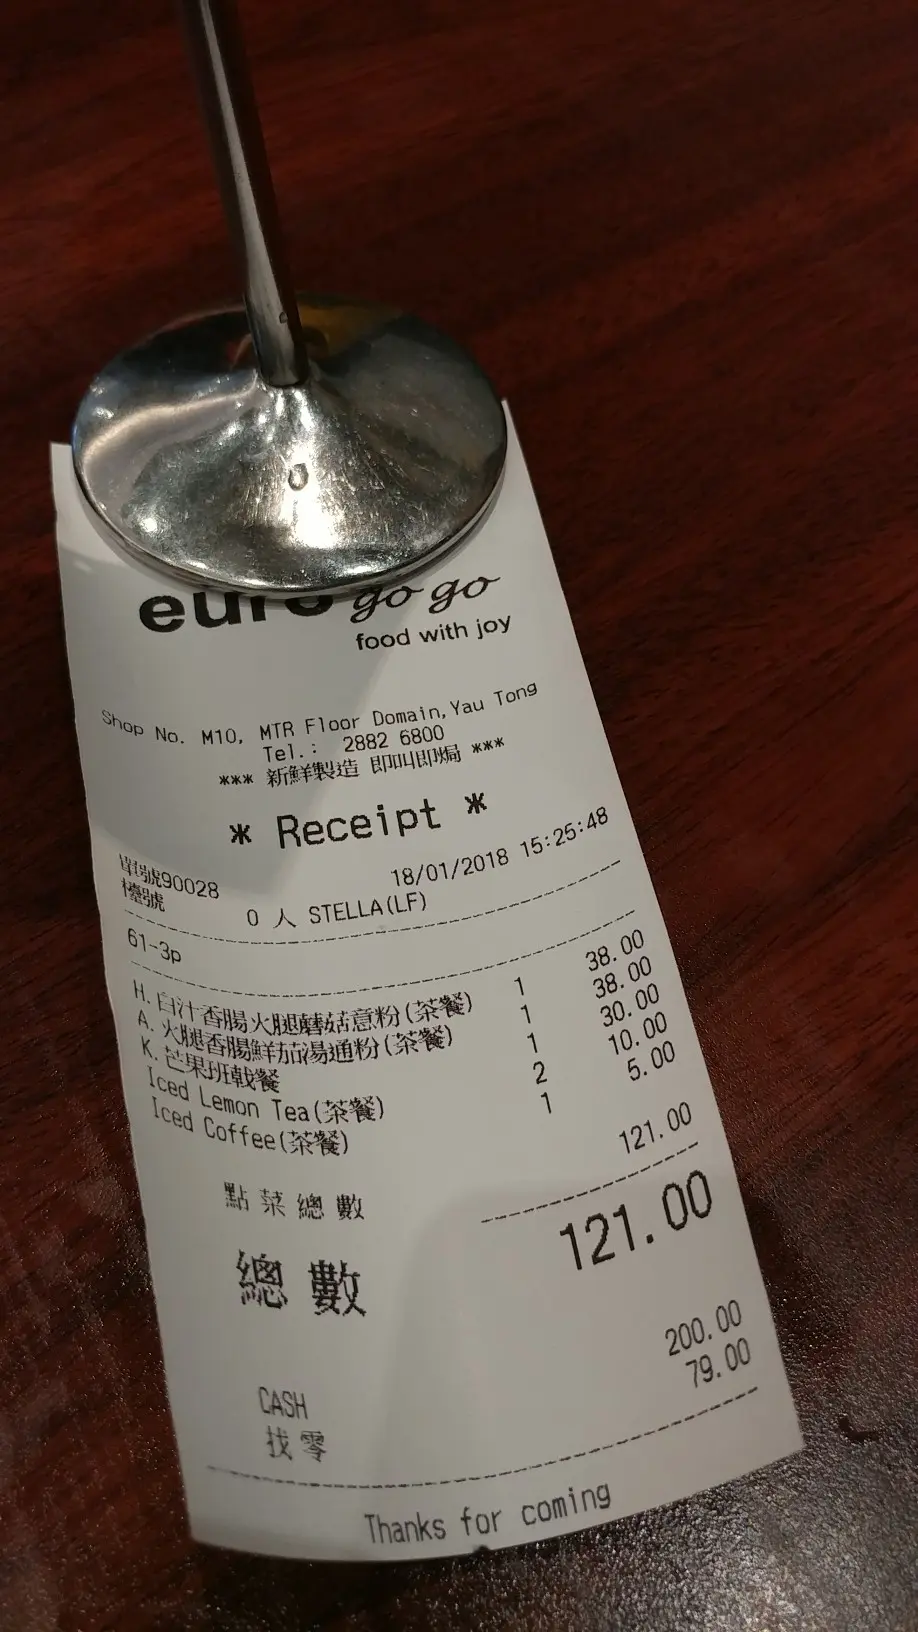 euro go go
food with joy
Shop No. M10, MTR Floor Domain,Yau Tong
Tel.: 2882 6800
*** 新鮮製造 即叫即焗 ***
* Receipt *
單號90028 18/01/2018 15:25:48
檯號 0 人 STELLA(LF)
61-3p
H. 白汁香腸火腿蘑菇意粉(茶餐) 1 38.00
A. 火腿香腸鮮茄湯通粉(茶餐) 1 38.00
K. 芒果班戟餐 1 30.00
Iced Lemon Tea(茶餐) 2 10.00
Iced Coffee(茶餐) 1 5.00
點菜總數 121.00
總數 121.00
CASH 200.00
找零 79.00
Thanks for coming